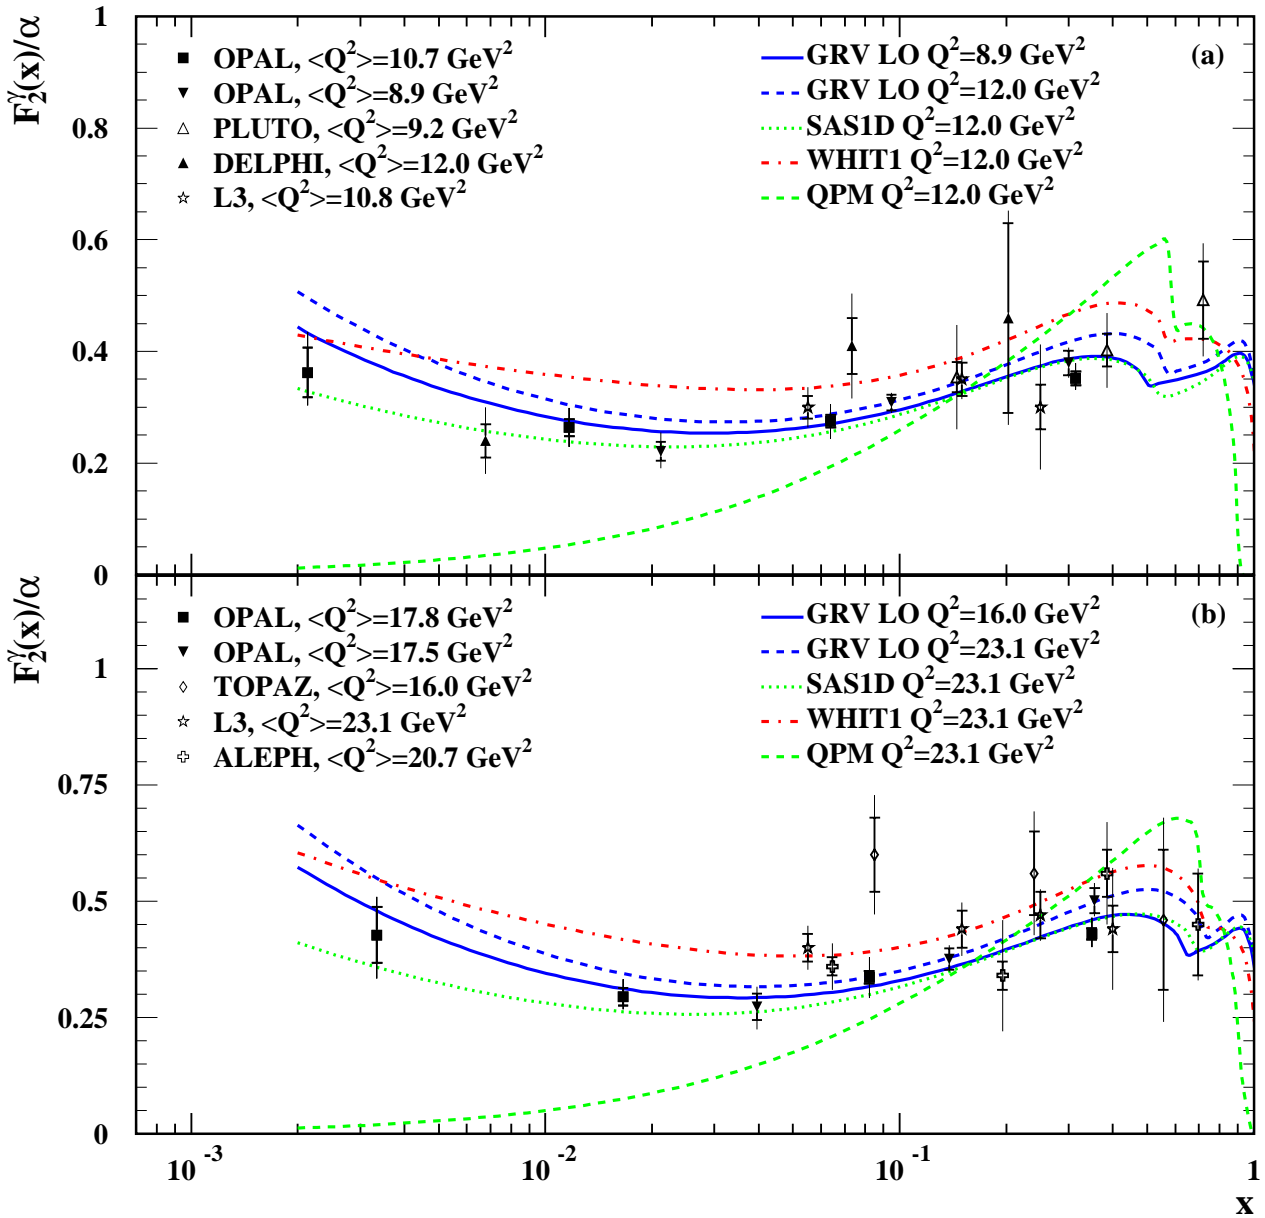 F₂^γ(x)/α
1
0.8
0.6
0.4
0.2
0
(a)
OPAL, <Q²>=10.7 GeV²
OPAL, <Q²>=8.9 GeV²
PLUTO, <Q²>=9.2 GeV²
DELPHI, <Q²>=12.0 GeV²
L3, <Q²>=10.8 GeV²
GRV LO Q²=8.9 GeV²
GRV LO Q²=12.0 GeV²
SAS1D Q²=12.0 GeV²
WHIT1 Q²=12.0 GeV²
QPM Q²=12.0 GeV²
F₂^γ(x)/α
1
0.75
0.5
0.25
0
(b)
OPAL, <Q²>=17.8 GeV²
OPAL, <Q²>=17.5 GeV²
TOPAZ, <Q²>=16.0 GeV²
L3, <Q²>=23.1 GeV²
ALEPH, <Q²>=20.7 GeV²
GRV LO Q²=16.0 GeV²
GRV LO Q²=23.1 GeV²
SAS1D Q²=23.1 GeV²
WHIT1 Q²=23.1 GeV²
QPM Q²=23.1 GeV²
10⁻³ 10⁻² 10⁻¹ 1
x